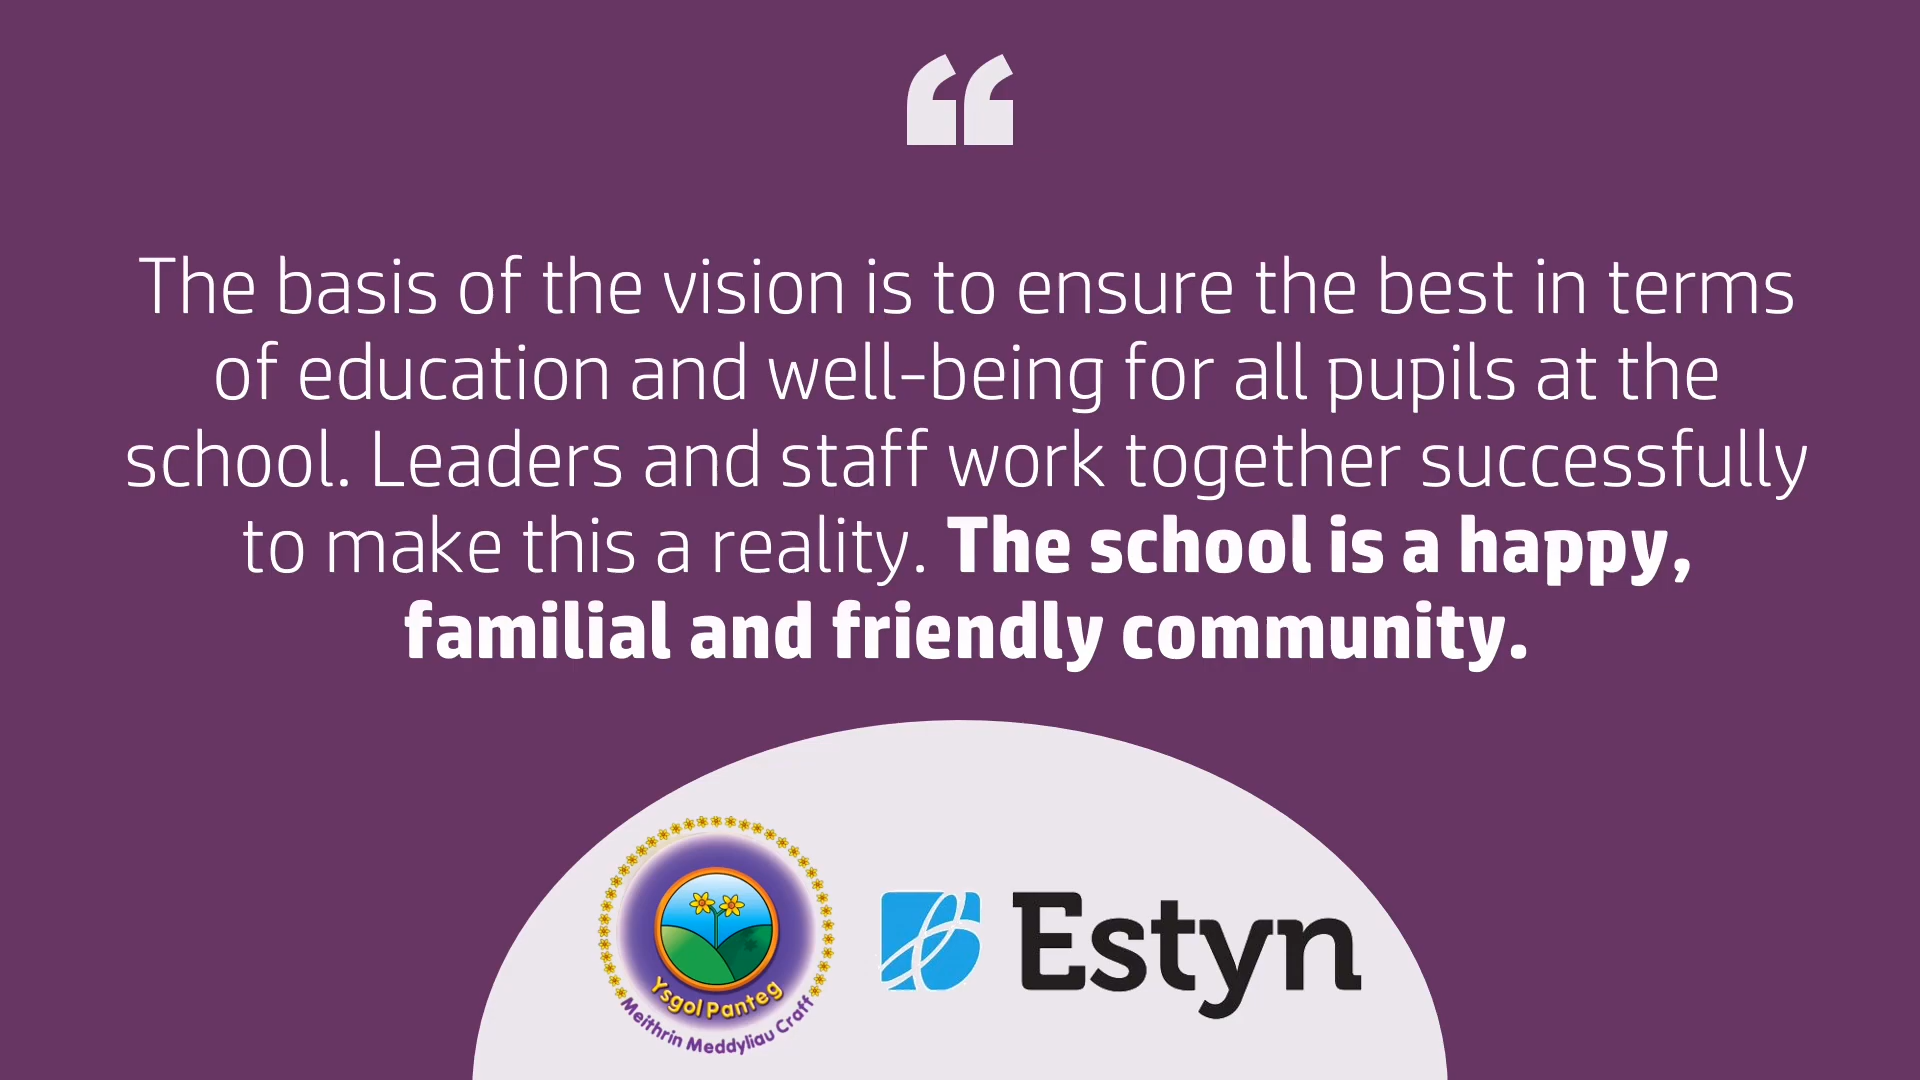 “
The basis of the vision is to ensure the best in terms
of education and well-being for all pupils at the
school. Leaders and staff work together successfully
to make this a reality. The school is a happy,
familial and friendly community.
Ysgol Panteg
Meithrin Meddyliau Craff
Estyn